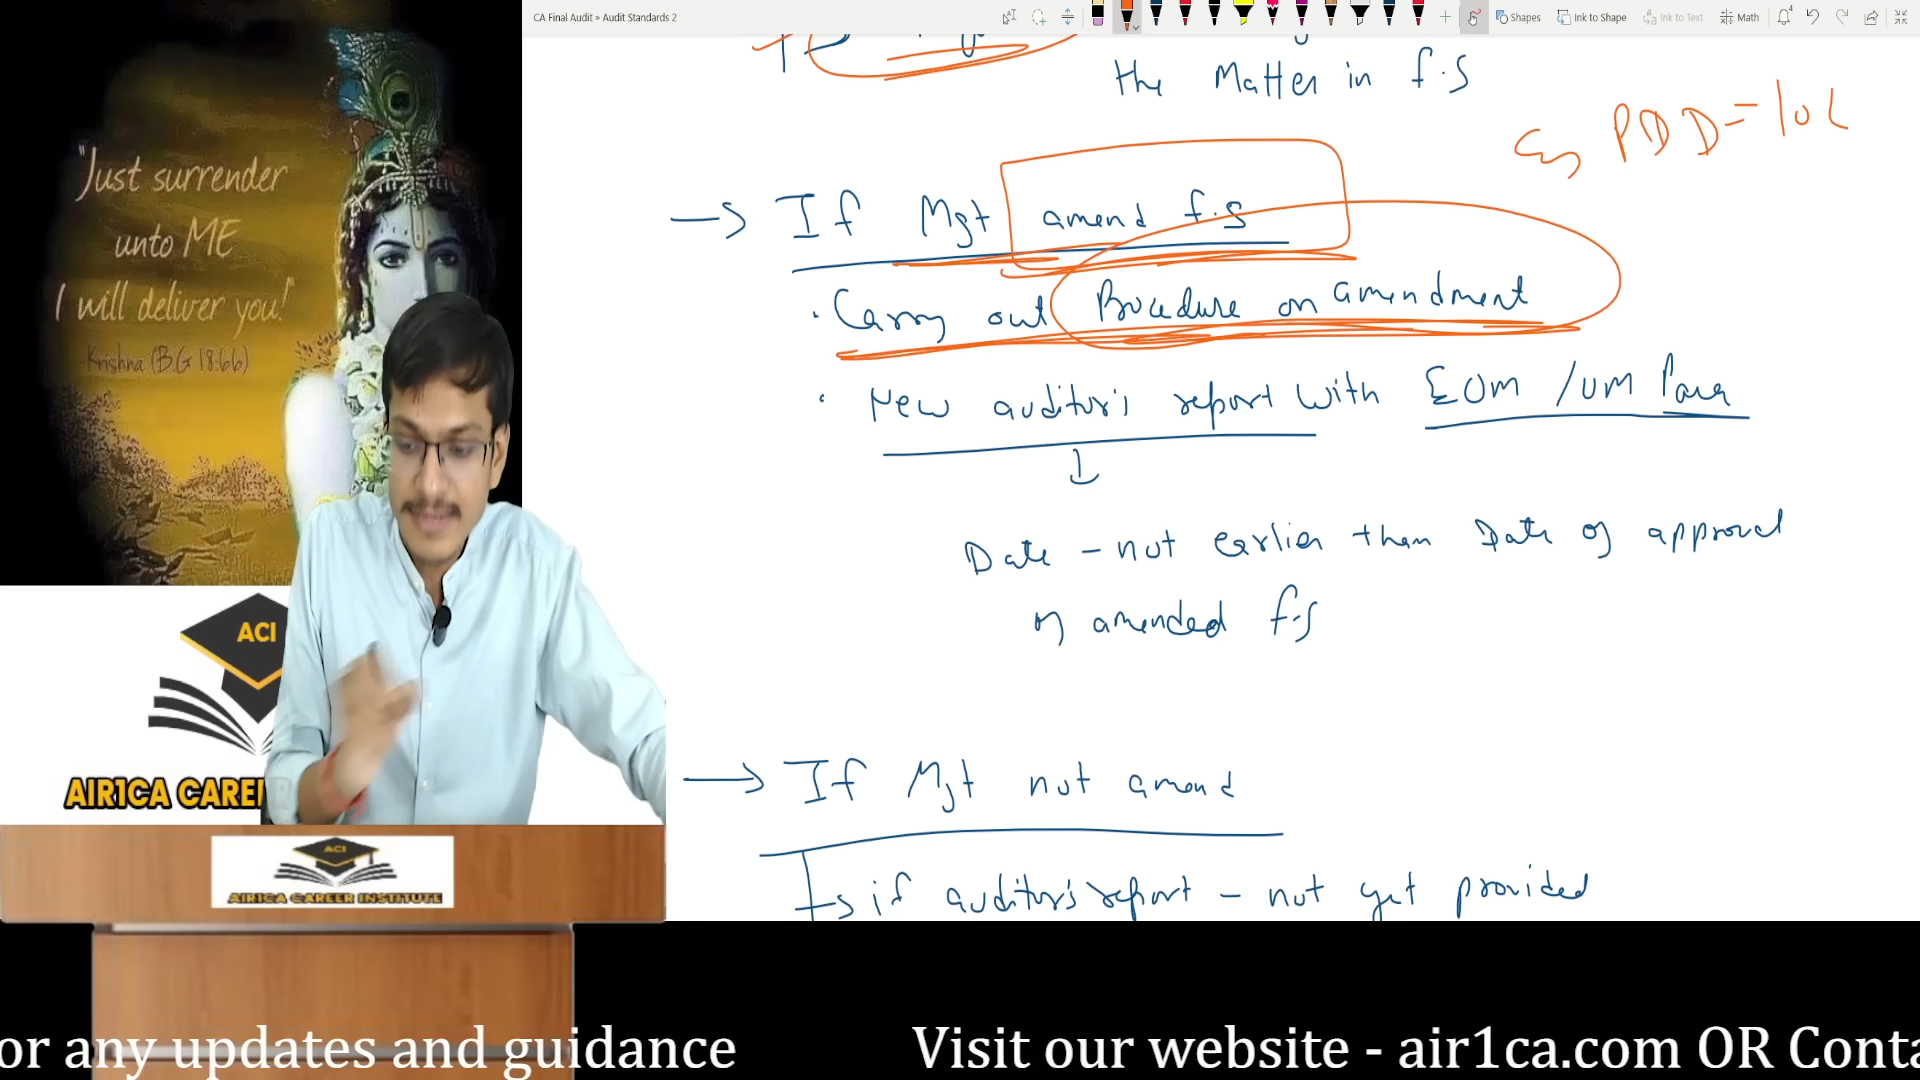 CA Final Audit » Audit Standards 2
Shapes
Ink to Shape
Ink to Text
Math
the Matter in f.S
Eg PDD = 10L
"Just surrender
unto ME
I will deliver you!"
Krishna (B.G 18.66)
→ If Mgt amend f.S
· Carry out Procedure on amendment
· New auditor's report with EOM / OM Para
↓
Date - not earlier than Date of approval
of amended f.S
ACI
AIR1CA CAREE
→ If Mgt not amend
↳ if auditor's report - not yet provided
ACI
AIR1CA CAREER INSTITUTE
or any updates and guidance
Visit our website - air1ca.com OR Conta